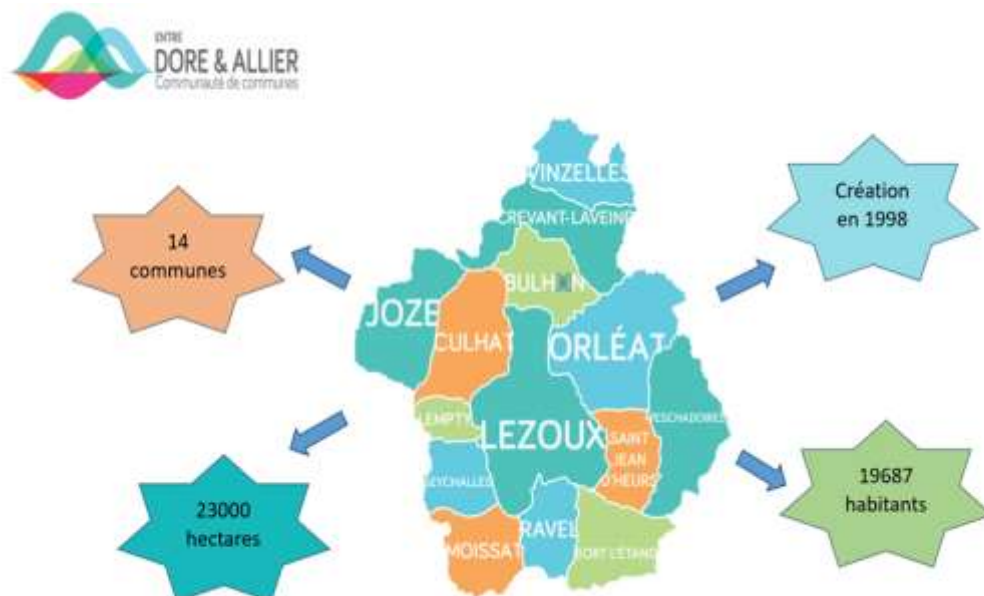 ENTRE
DORE & ALLIER
Communauté de communes
VINZELLES
Création
en 1998
CREVANT-LAVEINE
14
communes
BULHON
JOZE
CULHAT
ORLÉAT
LEMPTY
LEZOUX
PESCHADOIRES
SAINT
JEAN
D'HEURS
SEYCHALLES
19687
habitants
23000
hectares
RAVEL
MOISSAT
BORT L'ÉTANG